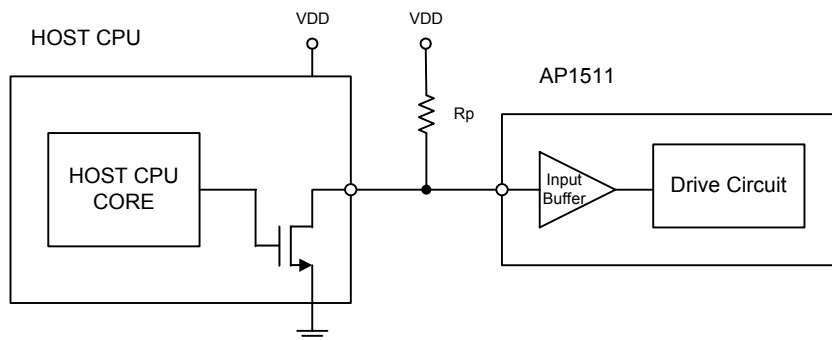 VDD
VDD
HOST CPU
AP1511
Rp
HOST CPU
CORE
Input
Buffer
Drive Circuit